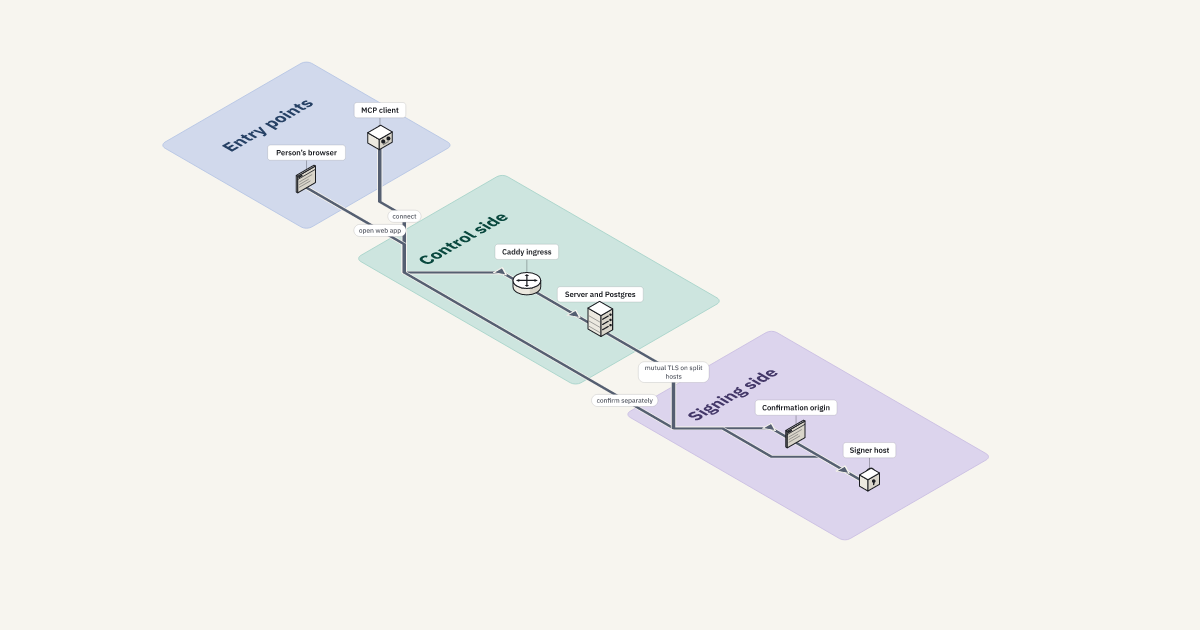 Entry points
MCP client
Person's browser
connect
open web app
Control side
Caddy ingress
Server and Postgres
mutual TLS on split
hosts
confirm separately
Signing side
Confirmation origin
Signer host